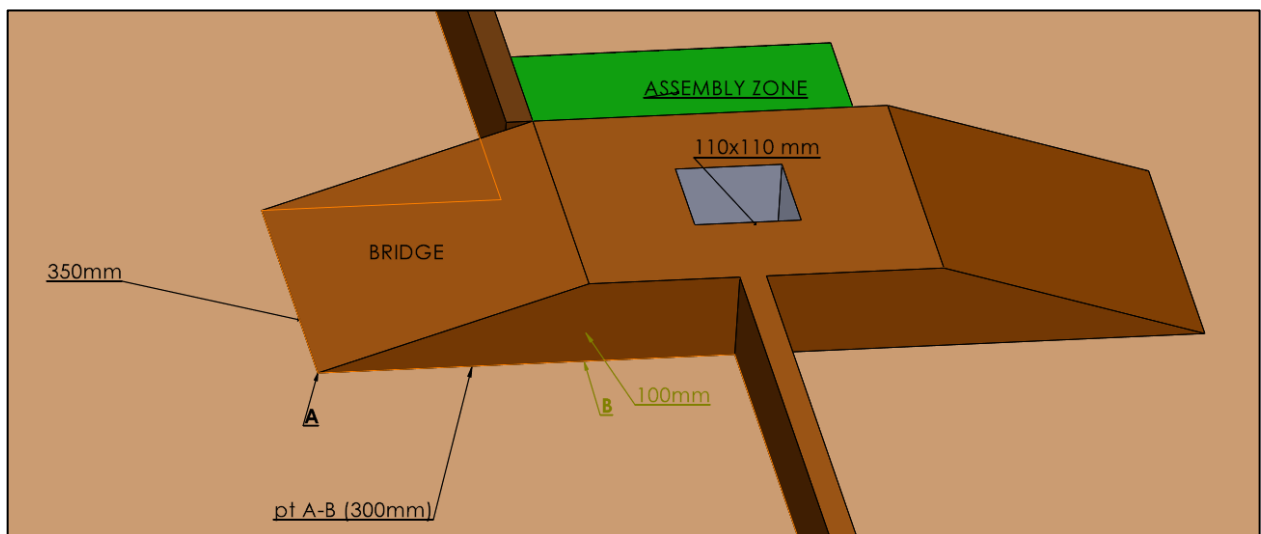 ASSEMBLY ZONE
110x110 mm
BRIDGE
350mm
100mm
B
A
pt A-B (300mm)